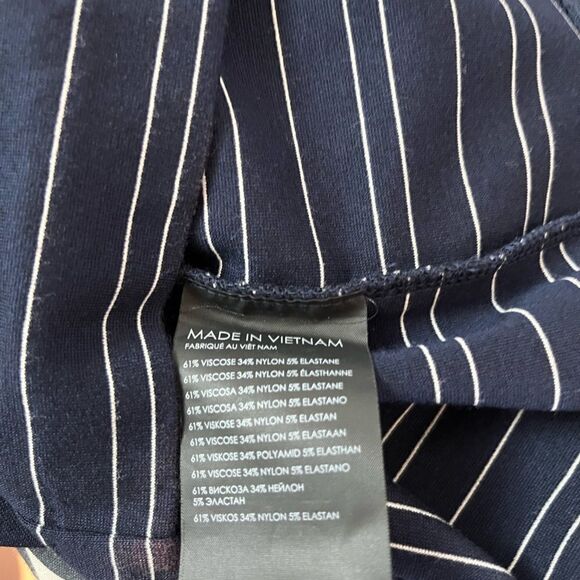 MADE IN VIETNAM
FABRIQUÉ AU VIÊT NAM
61% VISCOSE 34% NYLON 5% ELASTANE
61% VISCOSE 34% NYLON 5% ÉLASTHANNE
61% VISCOSA 34% NYLON 5% ELASTANE
61% VISCOSA 34% NYLON 5% ELASTANO
61% VISKOSE 34% NYLON 5% ELASTAN
61% VISCOSE 34% NYLON 5% ELASTAAN
61% VISKOSE 34% POLYAMID 5% ELASTHAN
61% VISCOSE 34% NYLON 5% ELASTANO
61% ВИСКОЗА 34% НЕЙЛОН
5% ЭЛАСТАН
61% VISKOS 34% NYLON 5% ELASTAN